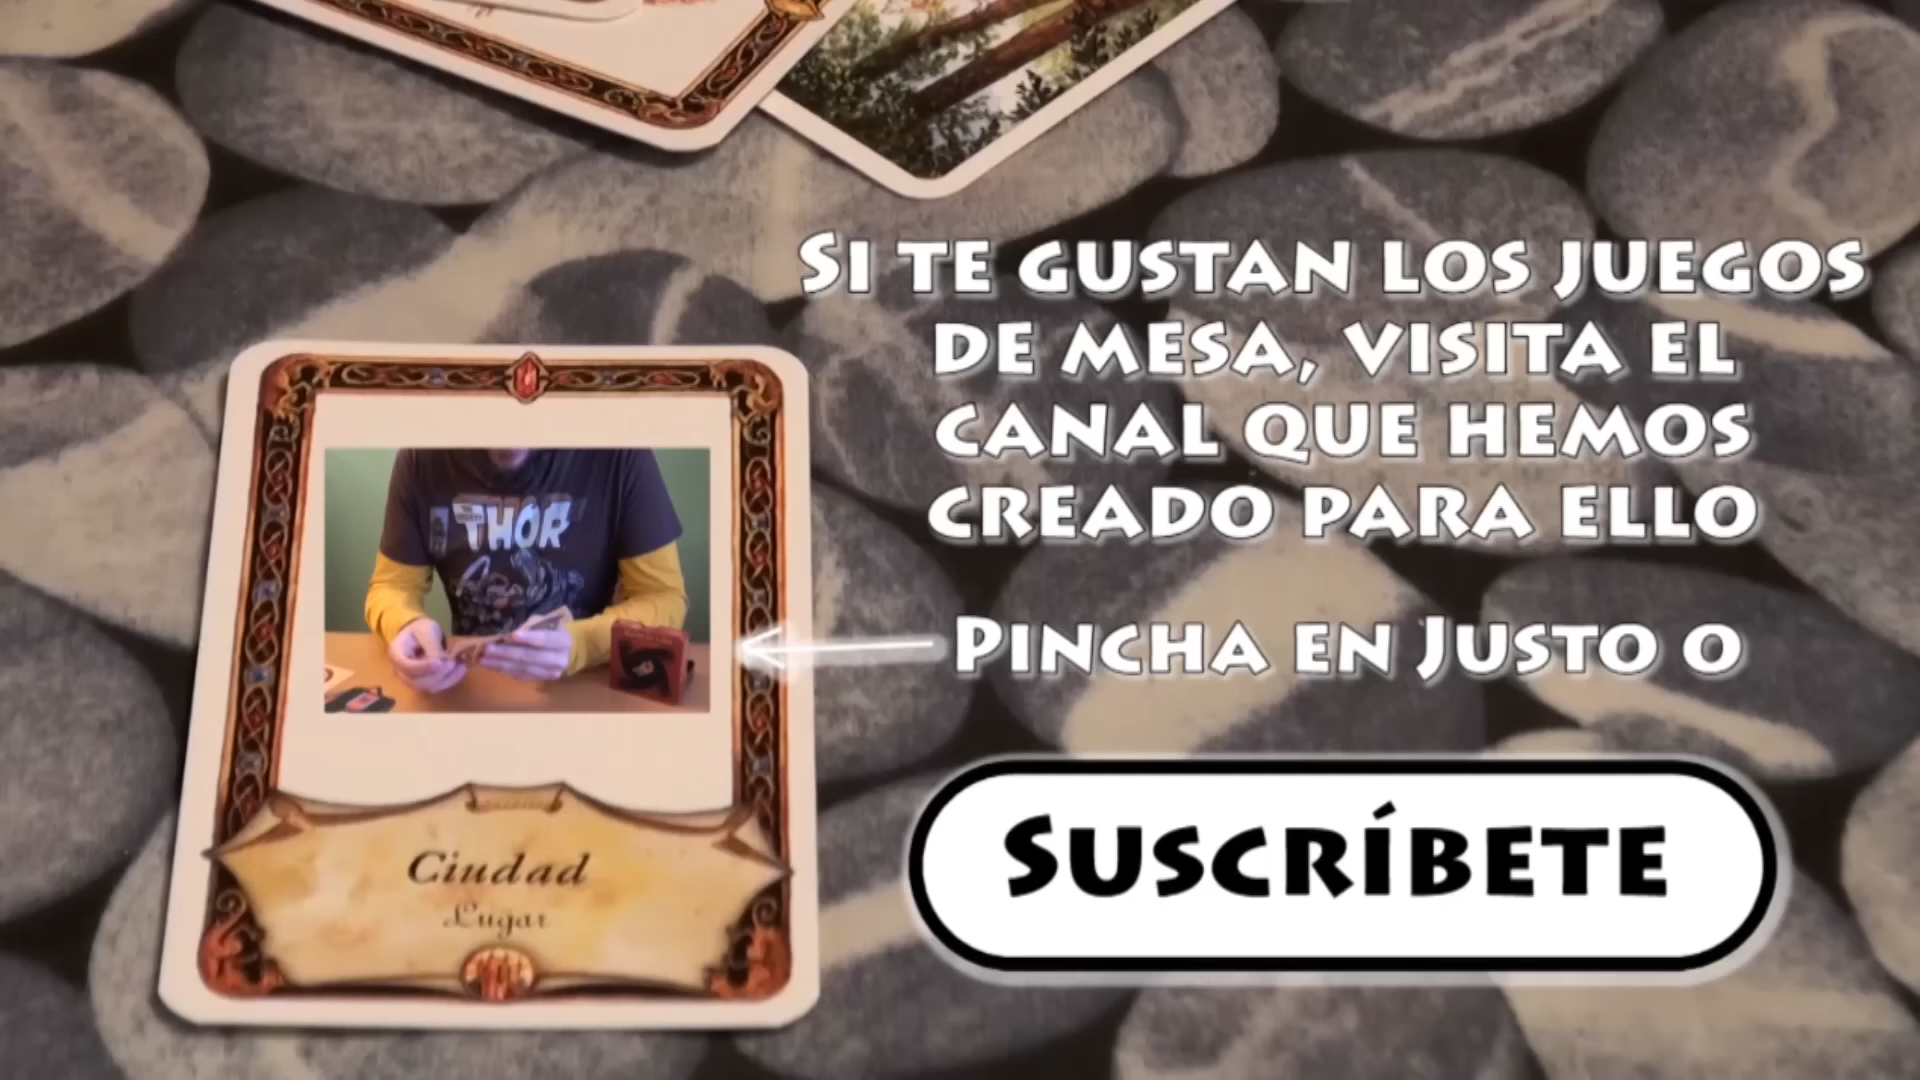 Si te gustan los juegos
de mesa, visita el
canal que hemos
creado para ello
THOR
Pincha en Justo o
Suscríbete
Ciudad
Lugar